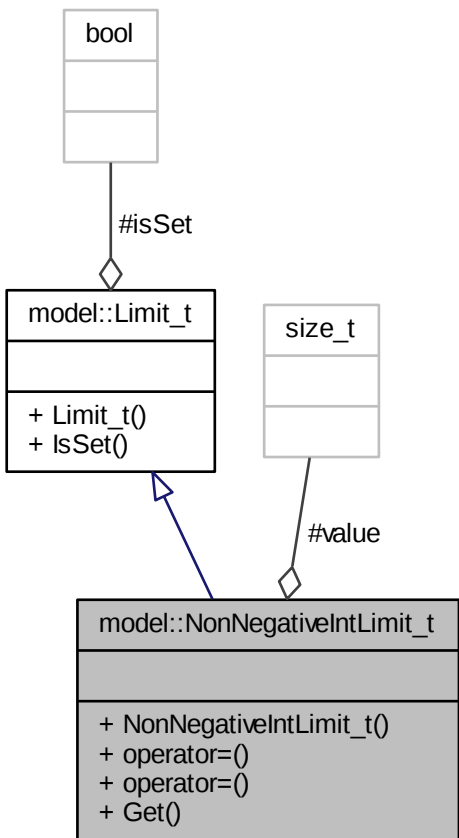 bool
#isSet
model::Limit_t
+ Limit_t()
+ IsSet()
size_t
#value
model::NonNegativeIntLimit_t
+ NonNegativeIntLimit_t()
+ operator=()
+ operator=()
+ Get()